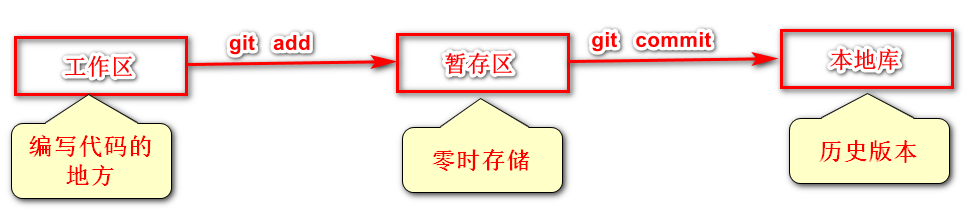 git add
git commit
工作区
暂存区
本地库
编写代码的
地方
零时存储
历史版本